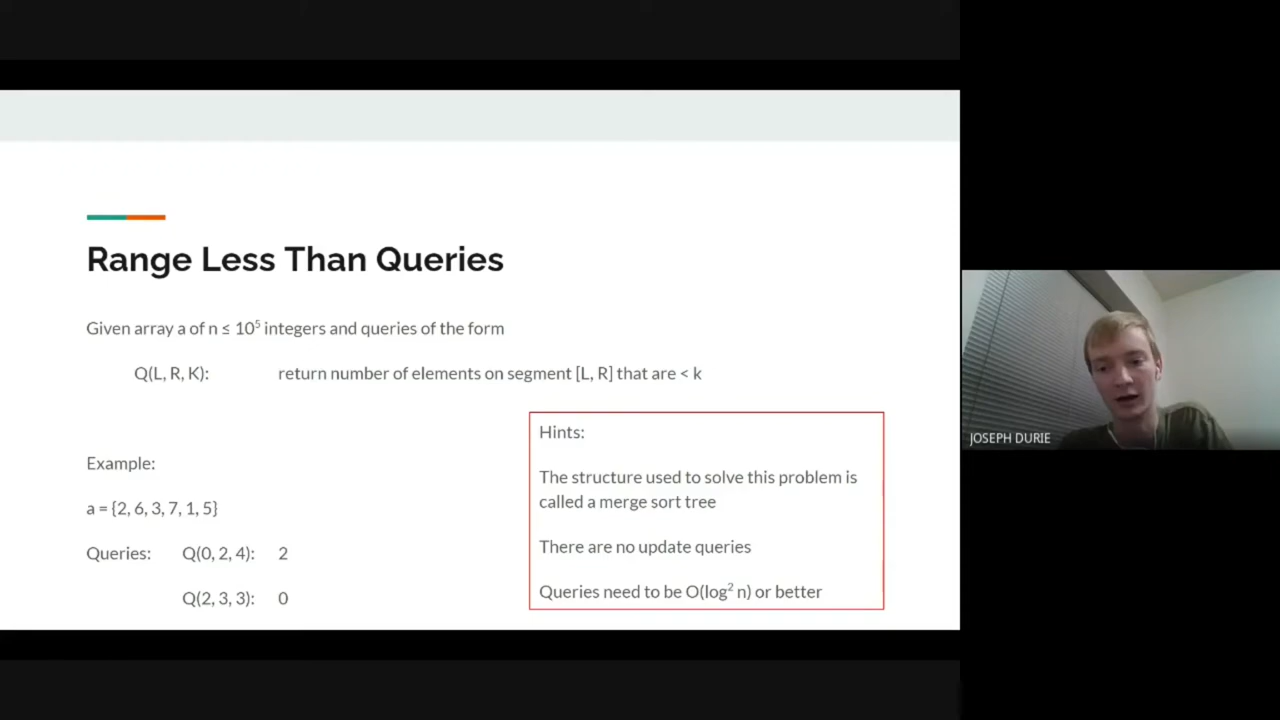 Range Less Than Queries
Given array a of n ≤ 10⁵ integers and queries of the form
Q(L, R, K): return number of elements on segment [L, R] that are < k
Example:
a = {2, 6, 3, 7, 1, 5}
Queries: Q(0, 2, 4): 2
Q(2, 3, 3): 0
Hints:
The structure used to solve this problem is
called a merge sort tree
There are no update queries
Queries need to be O(log² n) or better
JOSEPH DURIE